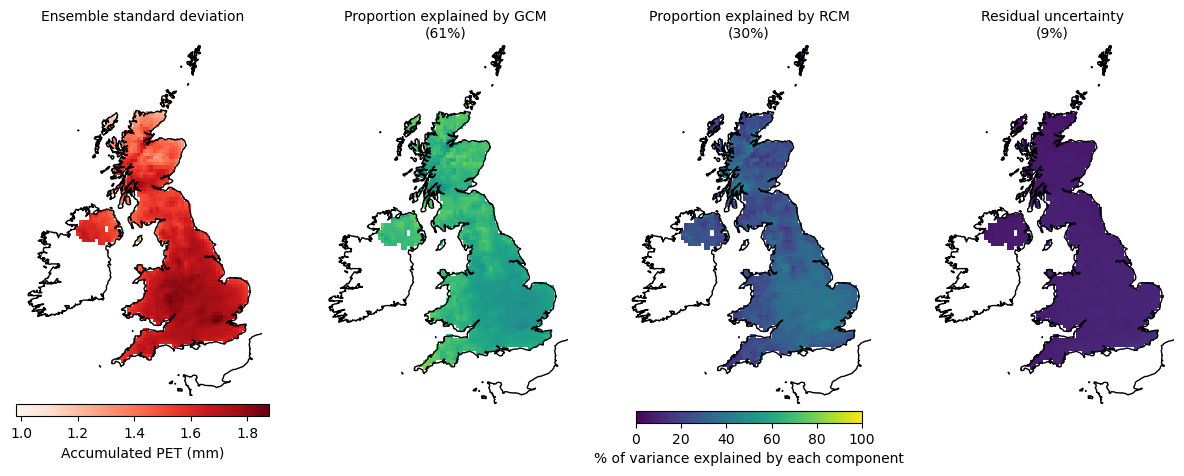 Ensemble standard deviation
Proportion explained by GCM
(61%)
Proportion explained by RCM
(30%)
Residual uncertainty
(9%)
1.0 1.2 1.4 1.6 1.8
Accumulated PET (mm)
0 20 40 60 80 100
% of variance explained by each component